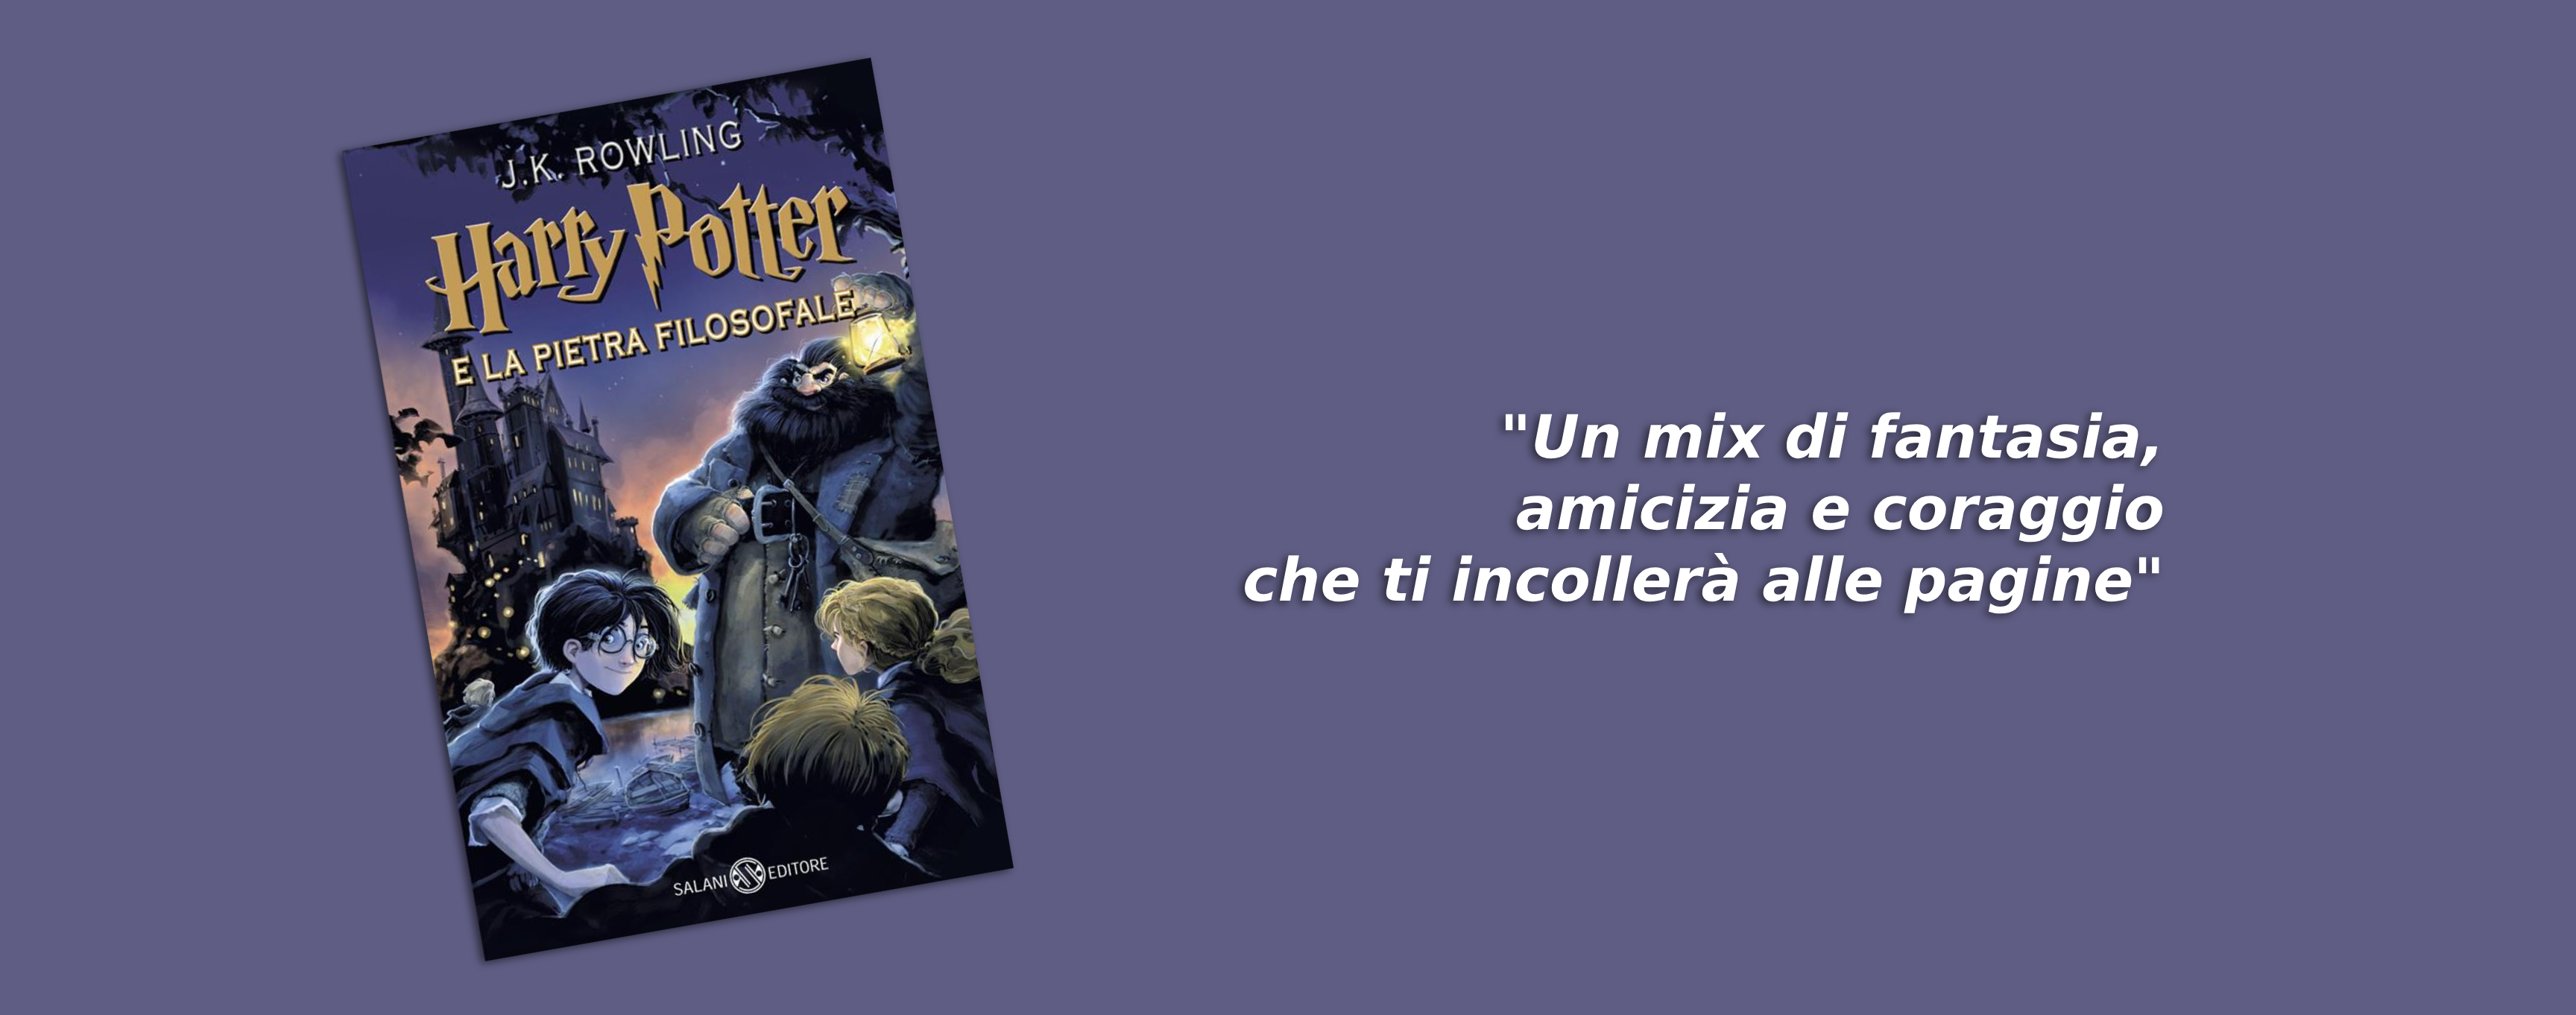 J.K. ROWLING
Harry Potter
E LA PIETRA FILOSOFALE
SALANI EDITORE
"Un mix di fantasia,
amicizia e coraggio
che ti incollerà alle pagine"